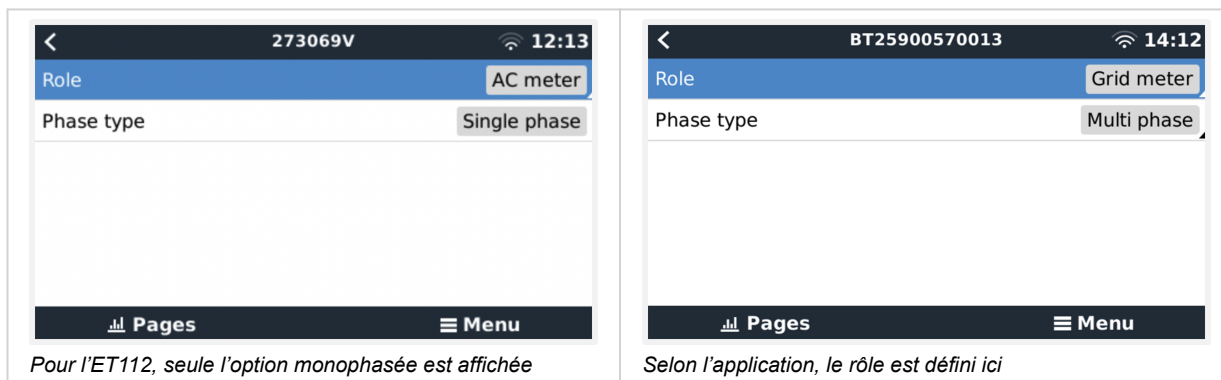 273069V 12:13
Role AC meter
Phase type Single phase
Pages Menu
Pour l'ET112, seule l'option monophasée est affichée
BT25900570013 14:12
Role Grid meter
Phase type Multi phase
Pages Menu
Selon l'application, le rôle est défini ici